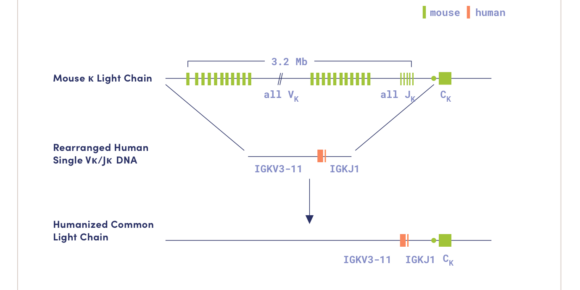 mouse human
3.2 Mb
Mouse κ Light Chain
all Vκ all Jκ Cκ
Rearranged Human
Single Vκ/Jκ DNA
IGKV3-11 IGKJ1
Humanized Common
Light Chain
IGKV3-11 IGKJ1 Cκ